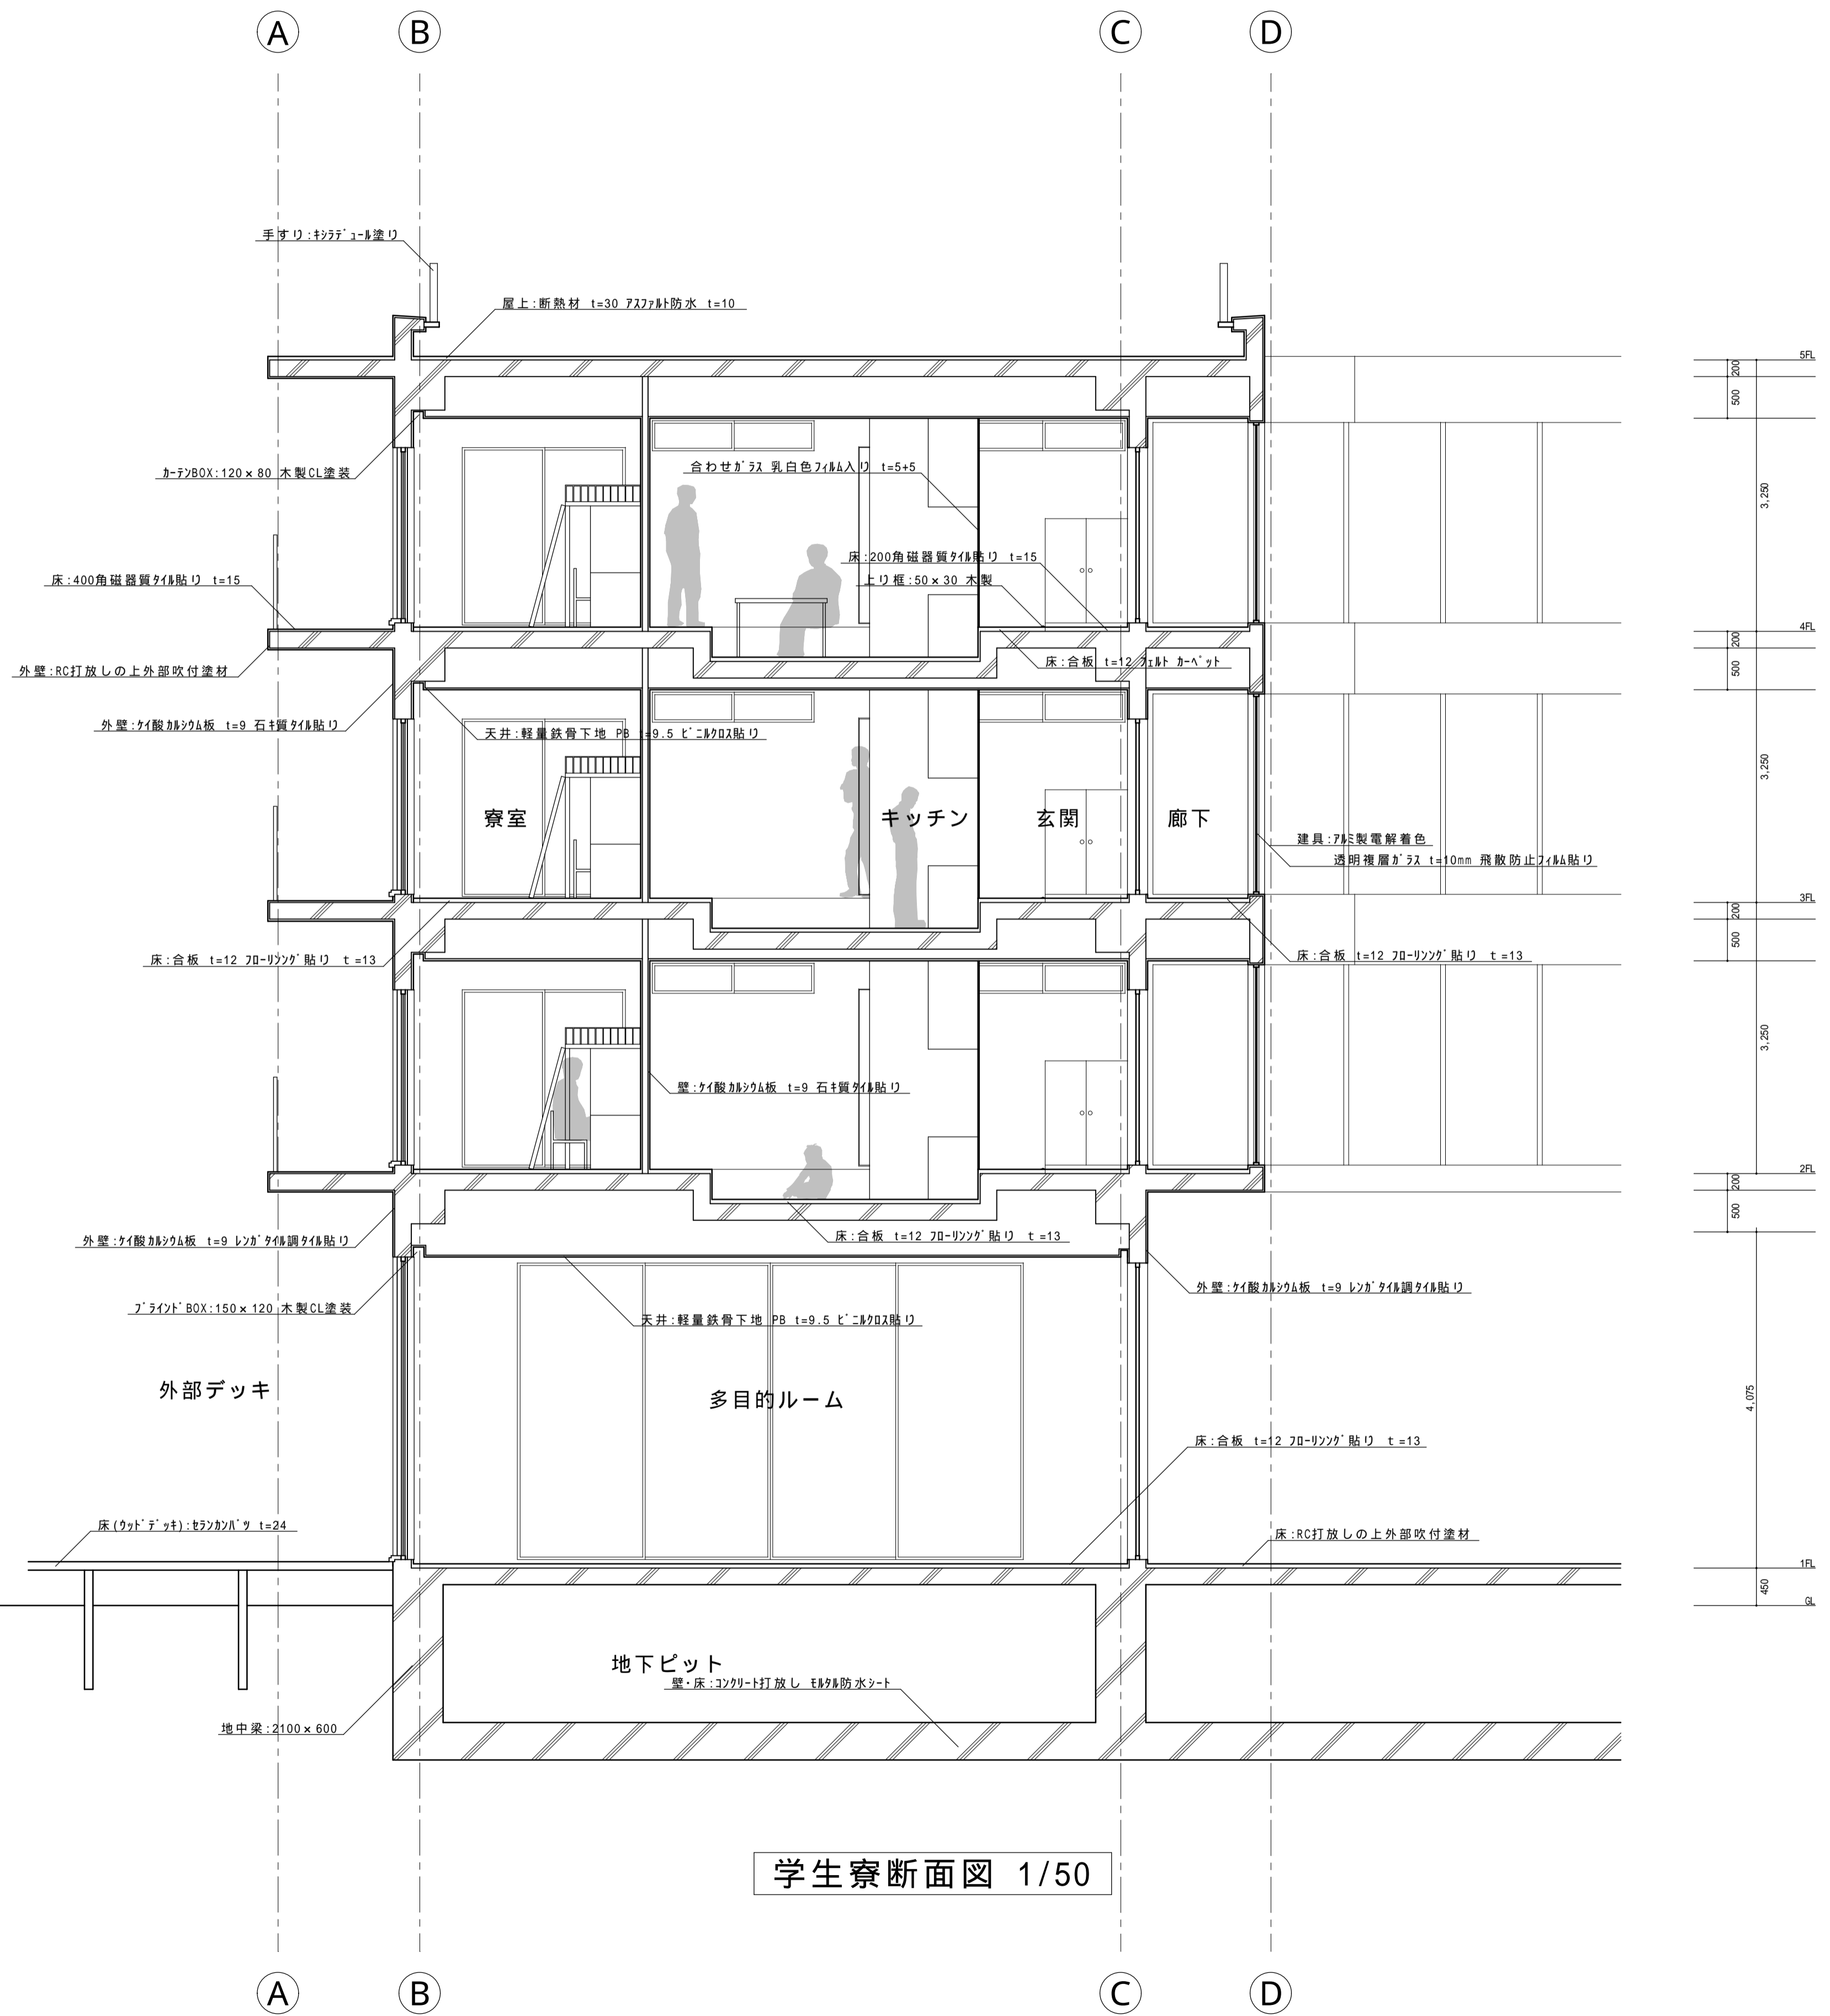 A B C D
手すり:ｷｼﾗﾃﾞｭｰﾙ塗り
屋上:断熱材 t=30 ｱｽﾌｧﾙﾄ防水 t=10
5FL
200
500
ｶｰﾃﾝBOX:120×80 木製CL塗装
合わせｶﾞﾗｽ 乳白色ﾌｨﾙﾑ入り t=5+5
3,250
床:200角磁器質ﾀｲﾙ貼り t=15
床:400角磁器質ﾀｲﾙ貼り t=15
上り框:50×30 木製
4FL
200
床:合板 t=12 ﾌｪﾙﾄ ｶｰﾍﾟｯﾄ
外壁:RC打放しの上外部吹付塗材
500
外壁:ｹｲ酸ｶﾙｼｳﾑ板 t=9 石ｷ質ﾀｲﾙ貼り
天井:軽量鉄骨下地 PB t=9.5 ﾋﾞﾆﾙｸﾛｽ貼り
3,250
寮室
キッチン
玄関
廊下
建具:ｱﾙﾐ製電解着色
透明複層ｶﾞﾗｽ t=10mm 飛散防止ﾌｨﾙﾑ貼り
3FL
200
500
床:合板 t=12 ﾌﾛｰﾘﾝﾝｸﾞ貼り t=13
床:合板 t=12 ﾌﾛｰﾘﾝﾝｸﾞ貼り t=13
3,250
壁:ｹｲ酸ｶﾙｼｳﾑ板 t=9 石ｷ質ﾀｲﾙ貼り
2FL
200
500
外壁:ｹｲ酸ｶﾙｼｳﾑ板 t=9 ﾚﾝｶﾞﾀｲﾙ調ﾀｲﾙ貼り
床:合板 t=12 ﾌﾛｰﾘﾝﾝｸﾞ貼り t=13
外壁:ｹｲ酸ｶﾙｼｳﾑ板 t=9 ﾚﾝｶﾞﾀｲﾙ調ﾀｲﾙ貼り
ﾌﾞﾗｲﾝﾄﾞBOX:150×120 木製CL塗装
天井:軽量鉄骨下地 PB t=9.5 ﾋﾞﾆﾙｸﾛｽ貼り
外部デッキ
多目的ルーム
4,075
床:合板 t=12 ﾌﾛｰﾘﾝﾝｸﾞ貼り t=13
床(ｳｯﾄﾞﾃﾞｯｷ):ｾﾗﾝｶﾝﾊﾞﾂ t=24
床:RC打放しの上外部吹付塗材
1FL
450
GL
地下ピット
壁・床:ｺﾝｸﾘｰﾄ打放し ﾓﾙﾀﾙ防水ｼｰﾄ
地中梁:2100×600
学生寮断面図 1/50
A B C D